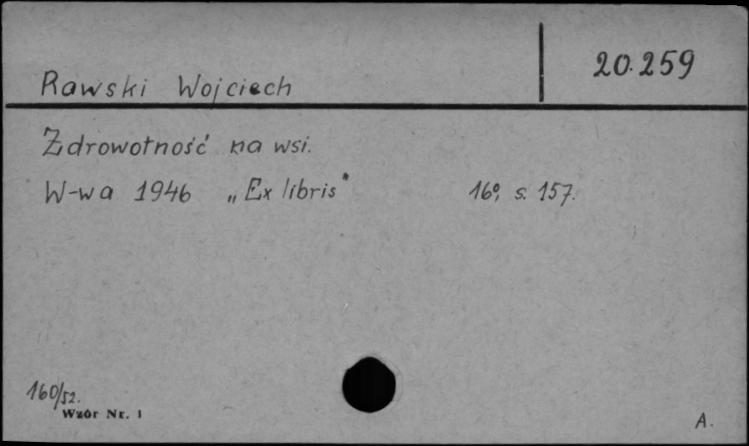 Rawski Wojciech
20.259
Zdrowotność na wsi.
W-wa 1946 „Ex libris" 16°, s. 157.
160/52.
Wzór Nr. 1
A.